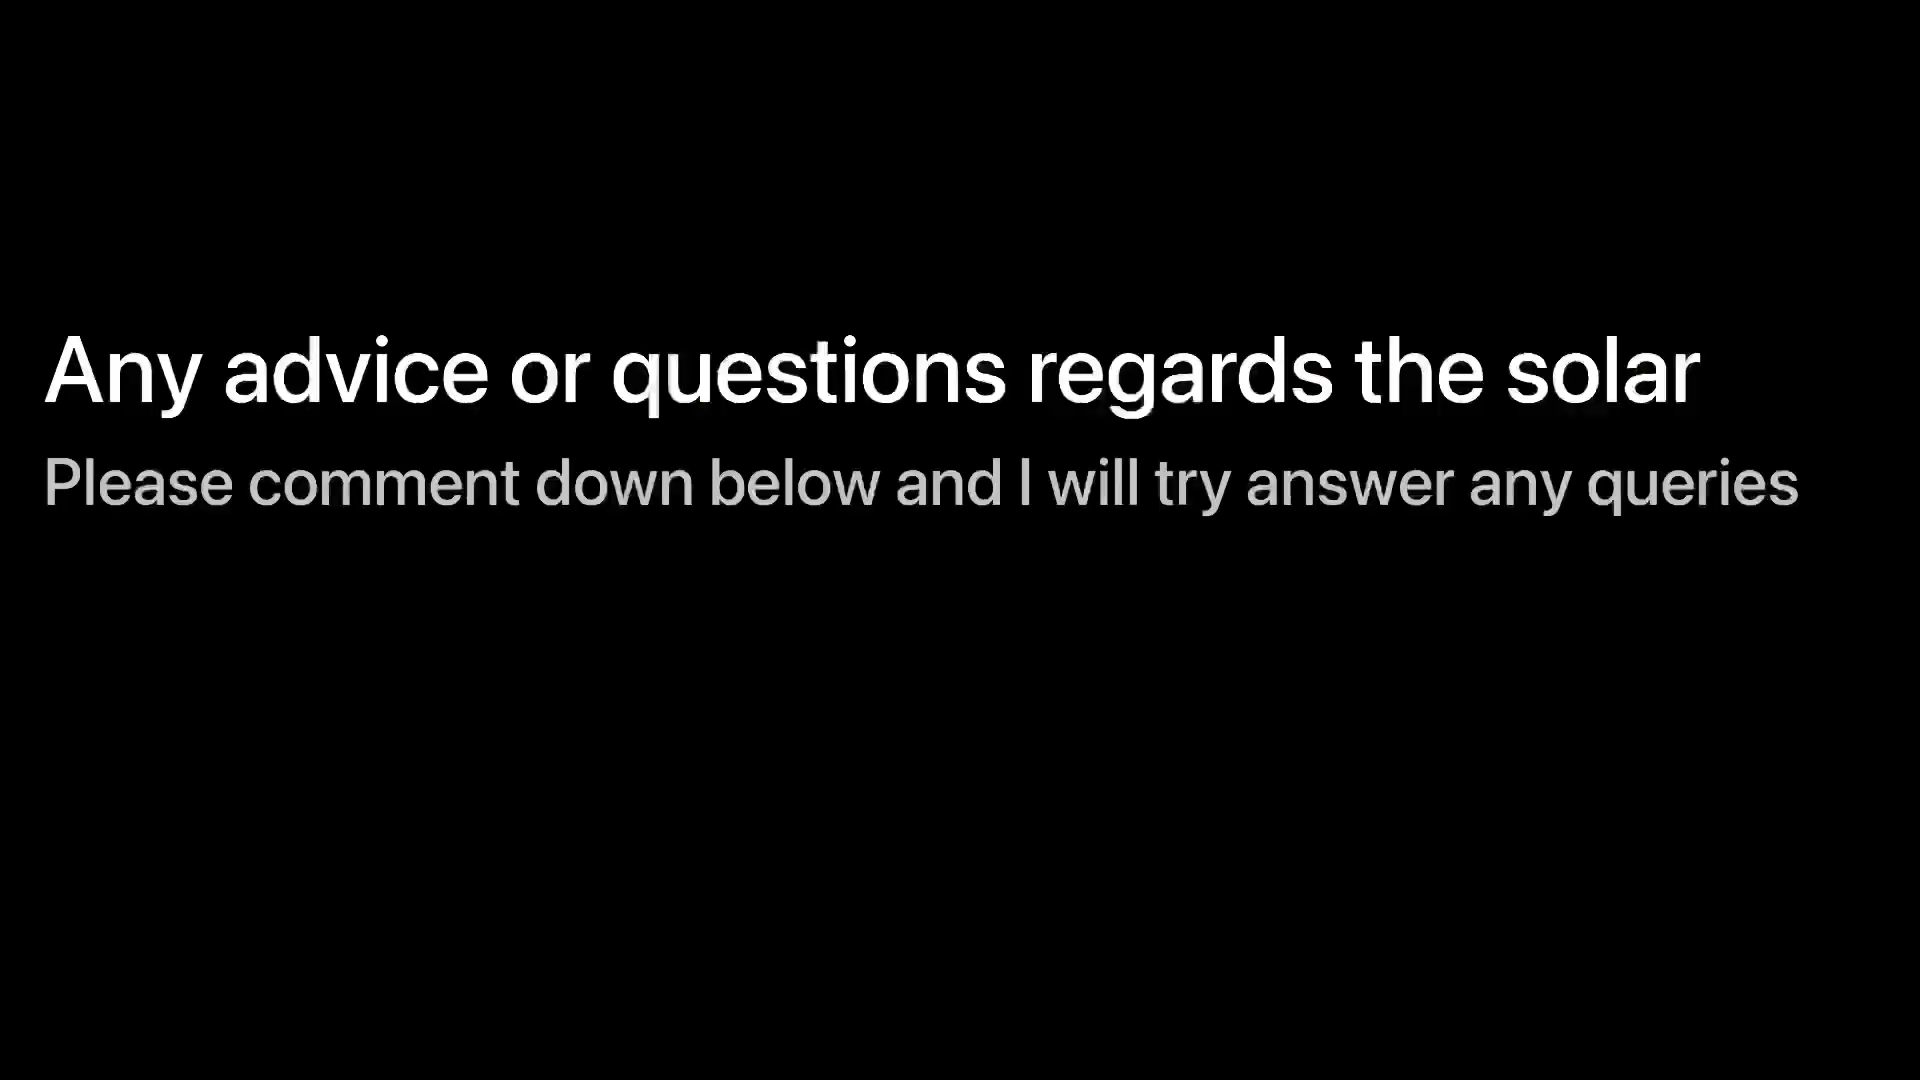 Any advice or questions regards the solar
Please comment down below and I will try answer any queries